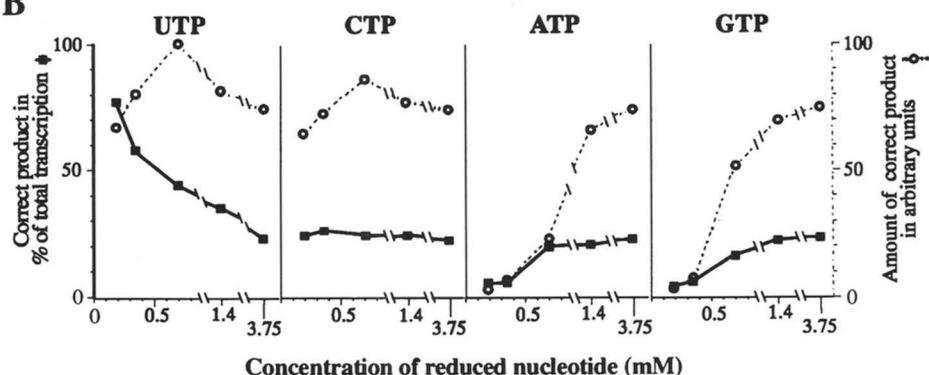 B
UTP CTP ATP GTP
Correct product in
% of total transcription
100
50
0
0 0.5 1.4 3.75
0.5 1.4 3.75
0.5 1.4 3.75
0.5 1.4 3.75
100
50
0
Amount of correct product
in arbitrary units
Concentration of reduced nucleotide (mM)